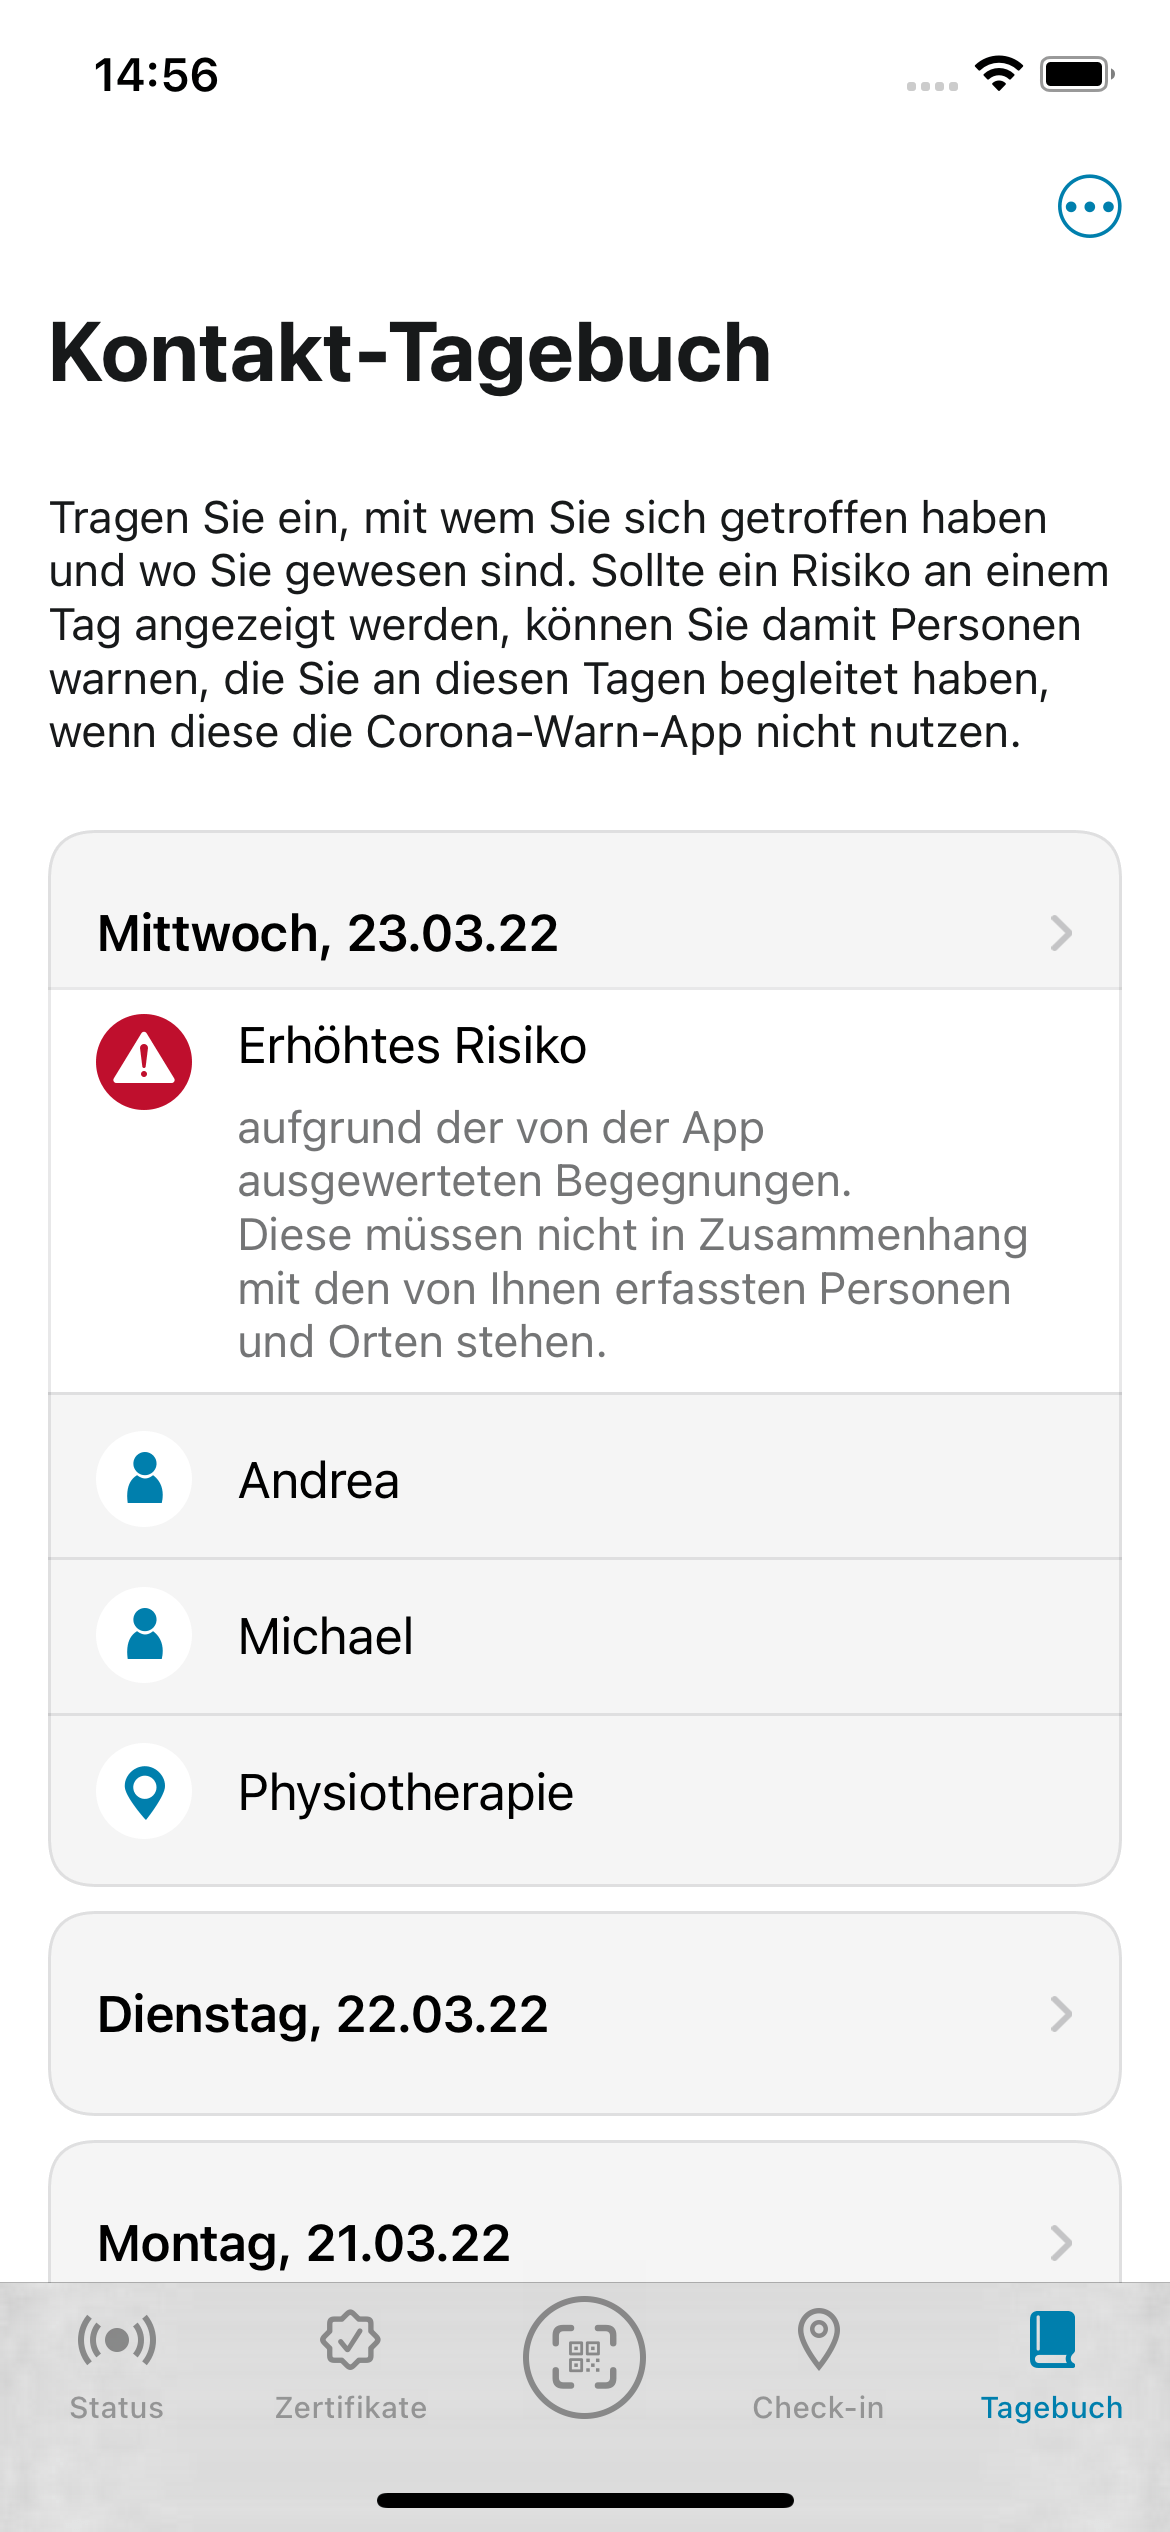 14:56
Kontakt-Tagebuch
Tragen Sie ein, mit wem Sie sich getroffen haben
und wo Sie gewesen sind. Sollte ein Risiko an einem
Tag angezeigt werden, können Sie damit Personen
warnen, die Sie an diesen Tagen begleitet haben,
wenn diese die Corona-Warn-App nicht nutzen.
Mittwoch, 23.03.22
Erhöhtes Risiko
aufgrund der von der App
ausgewerteten Begegnungen.
Diese müssen nicht in Zusammenhang
mit den von Ihnen erfassten Personen
und Orten stehen.
Andrea
Michael
Physiotherapie
Dienstag, 22.03.22
Montag, 21.03.22
Status
Zertifikate
Check-in
Tagebuch